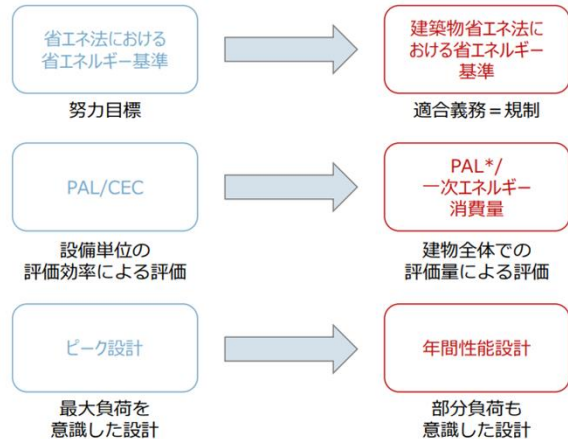 省エネ法における
省エネルギー基準
努力目標
建築物省エネ法に
おける省エネルギー
基準
適合義務＝規制
PAL/CEC
設備単位の
評価効率による評価
PAL*/
一次エネルギー
消費量
建物全体での
評価量による評価
ピーク設計
最大負荷を
意識した設計
年間性能設計
部分負荷も
意識した設計